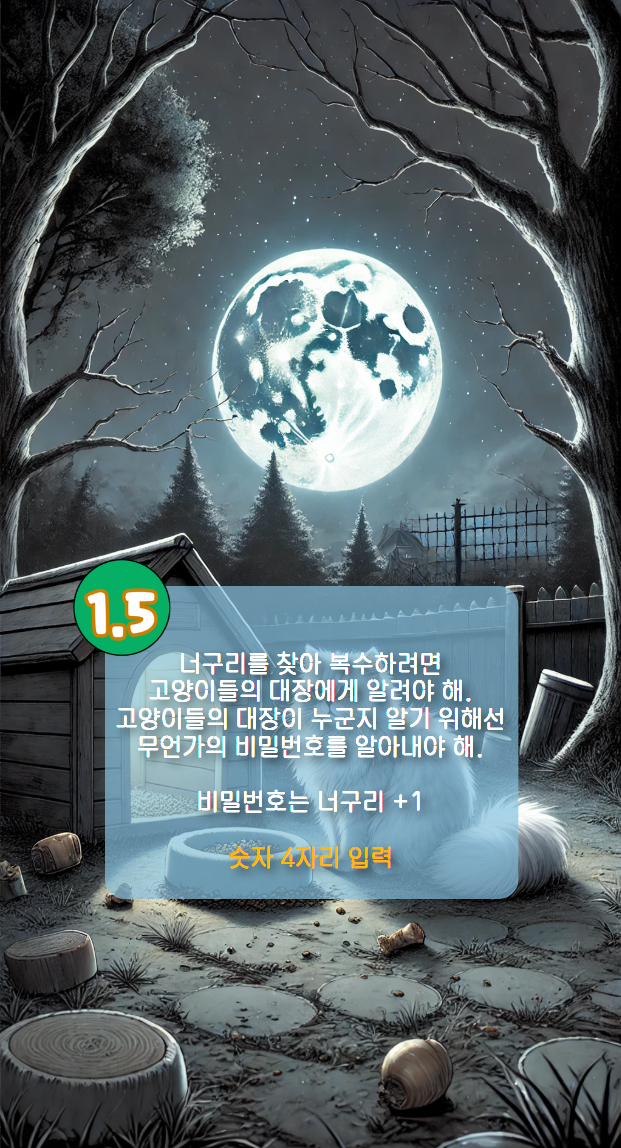 1.5
너구리를 찾아 복수하려면
고양이들의 대장에게 알려야 해.
고양이들의 대장이 누군지 알기 위해선
무언가의 비밀번호를 알아내야 해.
비밀번호는 너구리 +1
숫자 4자리 입력